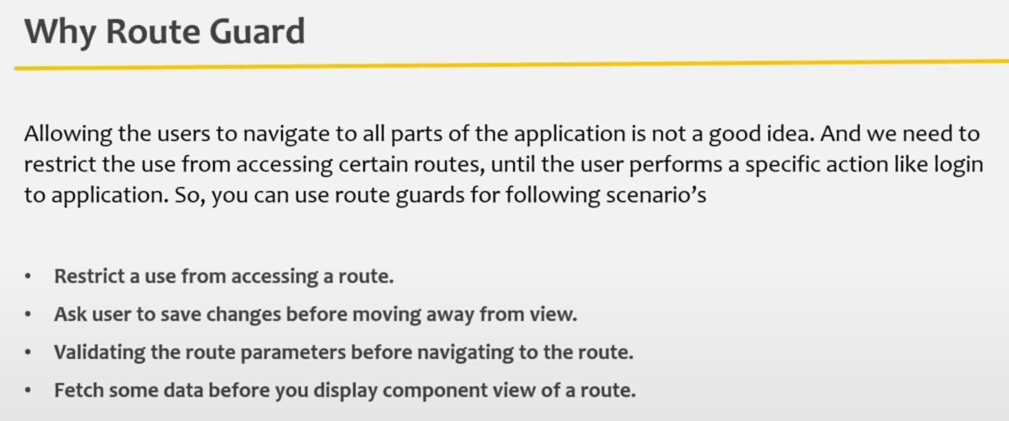 Why Route Guard
Allowing the users to navigate to all parts of the application is not a good idea. And we need to
restrict the use from accessing certain routes, until the user performs a specific action like login
to application. So, you can use route guards for following scenario’s
• Restrict a use from accessing a route.
• Ask user to save changes before moving away from view.
• Validating the route parameters before navigating to the route.
• Fetch some data before you display component view of a route.